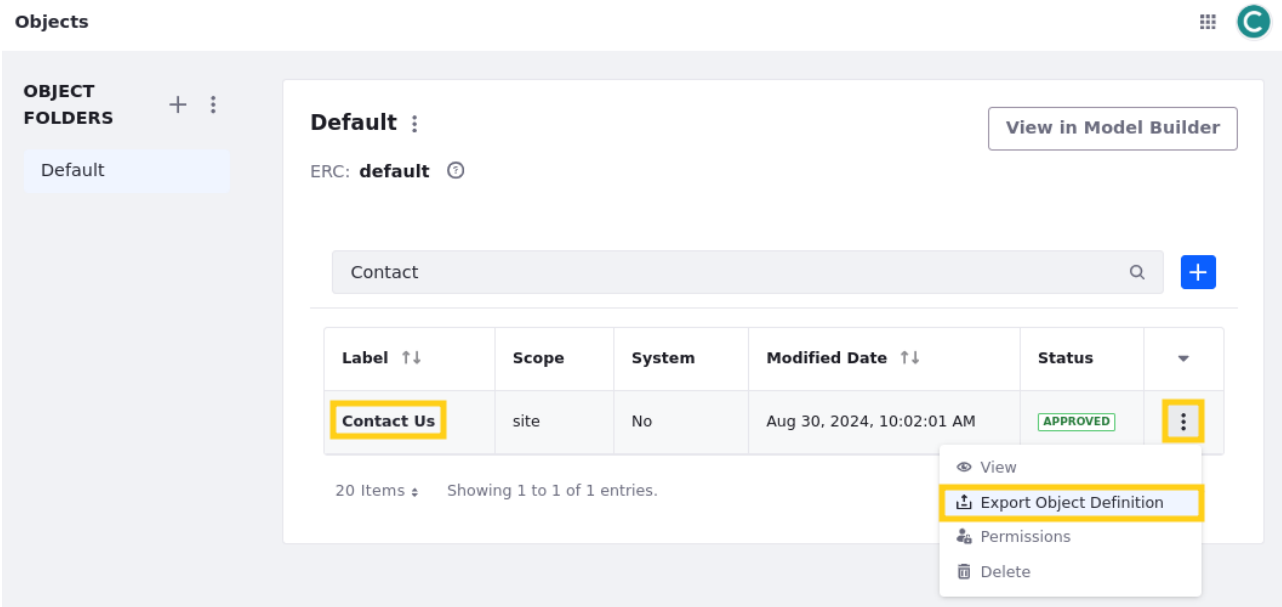 Objects
C
OBJECT
FOLDERS
Default
Default
View in Model Builder
ERC: default
Contact
Label Scope System Modified Date Status
Contact Us site No Aug 30, 2024, 10:02:01 AM APPROVED
20 Items Showing 1 to 1 of 1 entries.
View
Export Object Definition
Permissions
Delete